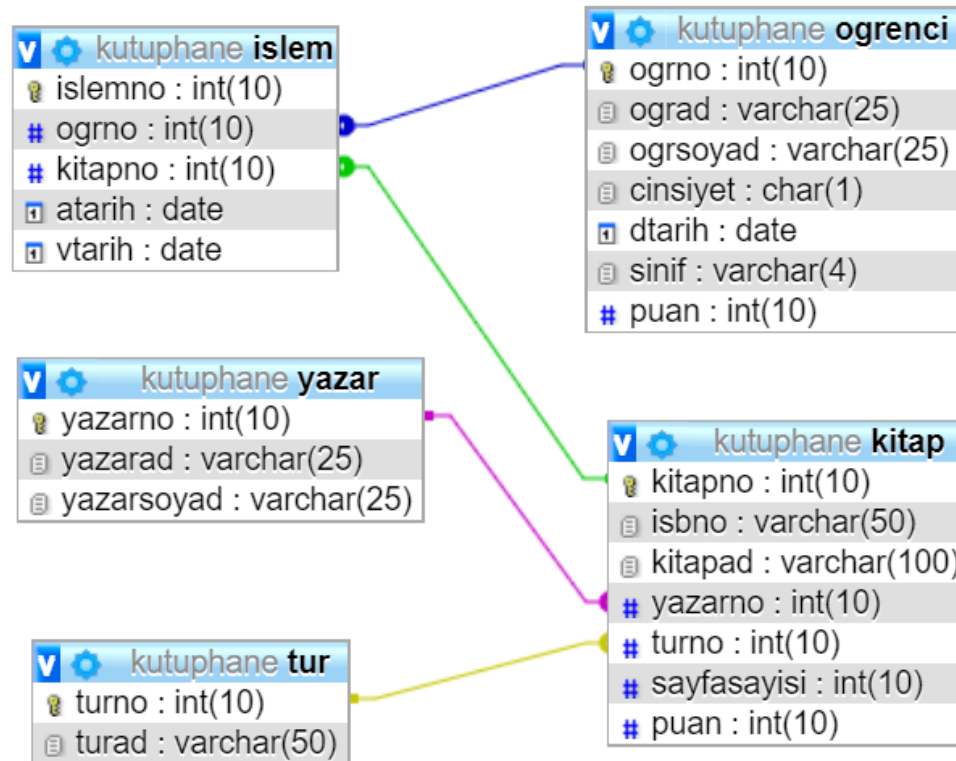 kutuphane islem
islemno : int(10)
ogrno : int(10)
kitapno : int(10)
atarih : date
vtarih : date
kutuphane ogrenci
ogrno : int(10)
ograd : varchar(25)
ogrsoyad : varchar(25)
cinsiyet : char(1)
dtarih : date
sinif : varchar(4)
puan : int(10)
kutuphane yazar
yazarno : int(10)
yazarad : varchar(25)
yazarsoyad : varchar(25)
kutuphane kitap
kitapno : int(10)
isbno : varchar(50)
kitapad : varchar(100)
yazarno : int(10)
turno : int(10)
sayfasayisi : int(10)
puan : int(10)
kutuphane tur
turno : int(10)
turad : varchar(50)